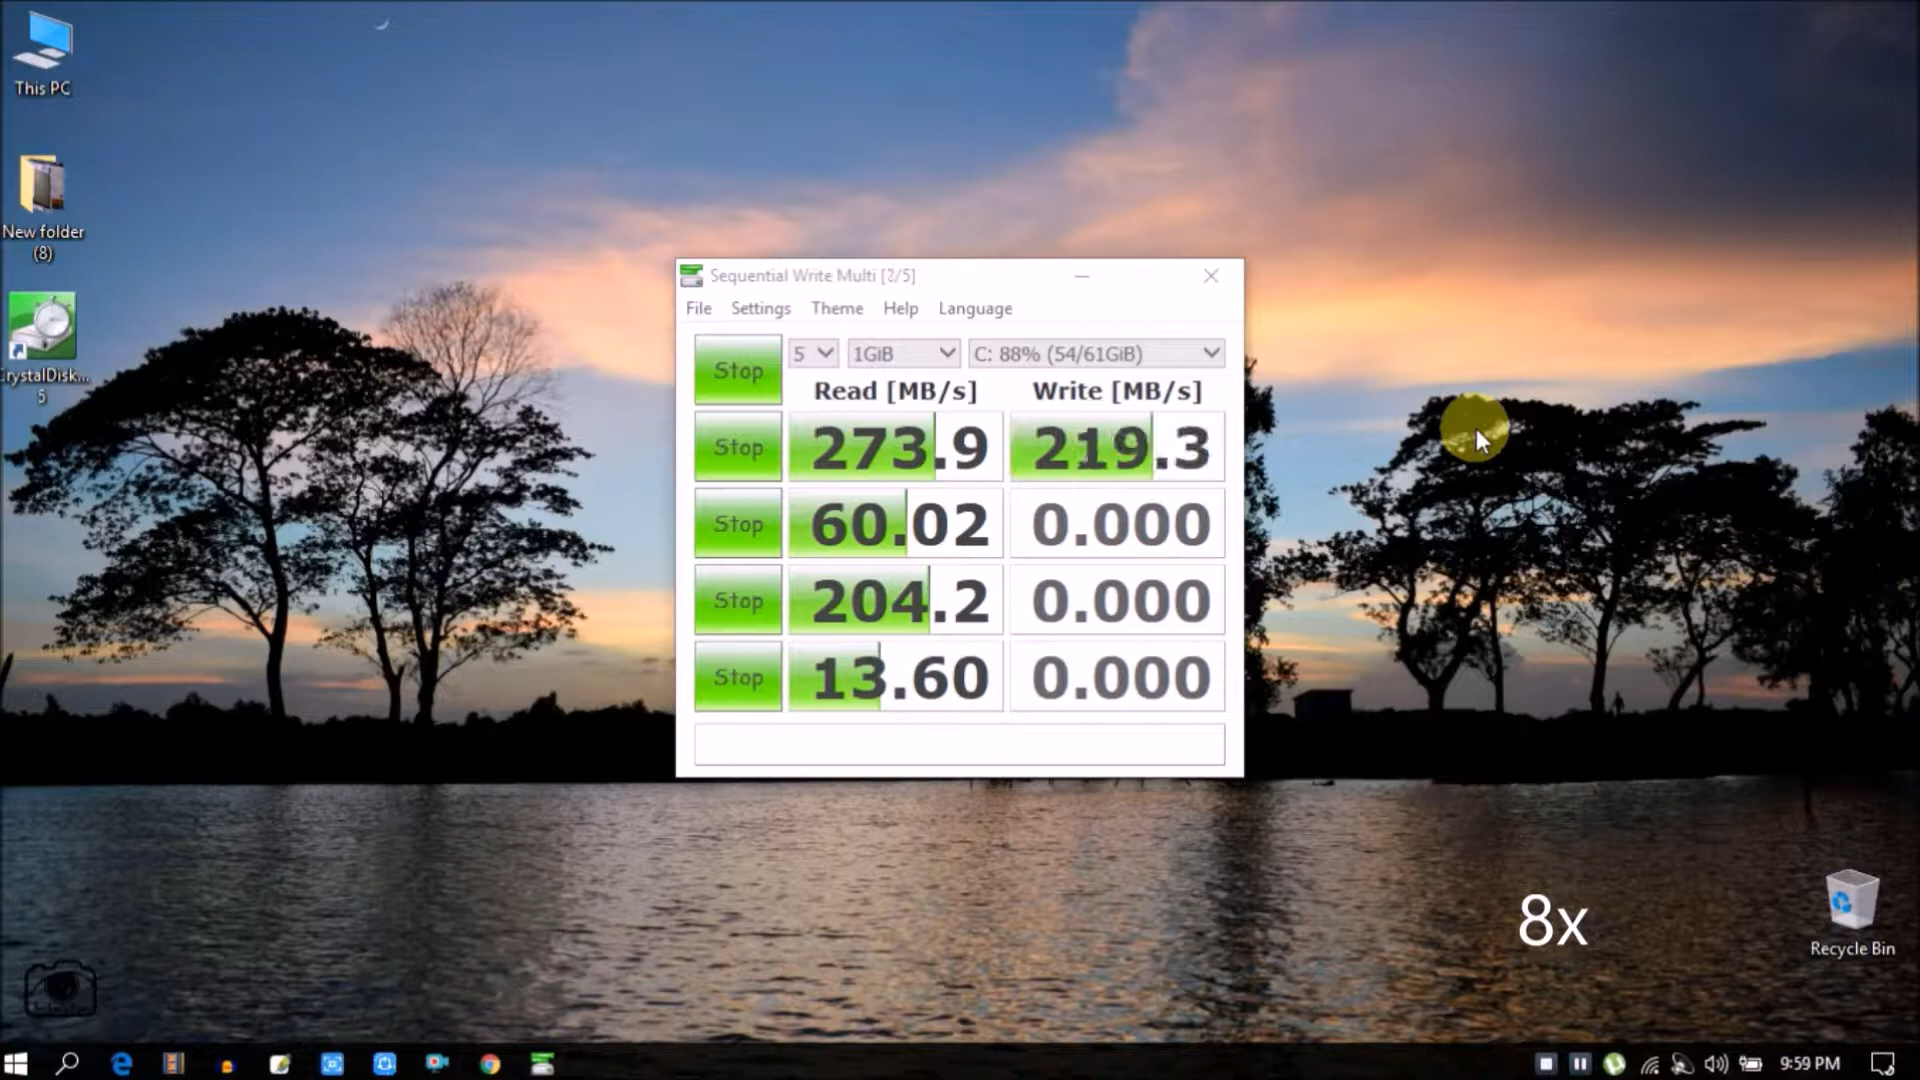 This PC
New folder
(8)
CrystalDisk...
5
Sequential Write Multi [2/5]
File Settings Theme Help Language
Stop 5 1GiB C: 88% (54/61GiB)
Read [MB/s] Write [MB/s]
Stop 273.9 219.3
Stop 60.02 0.000
Stop 204.2 0.000
Stop 13.60 0.000
8x
Recycle Bin
9:59 PM